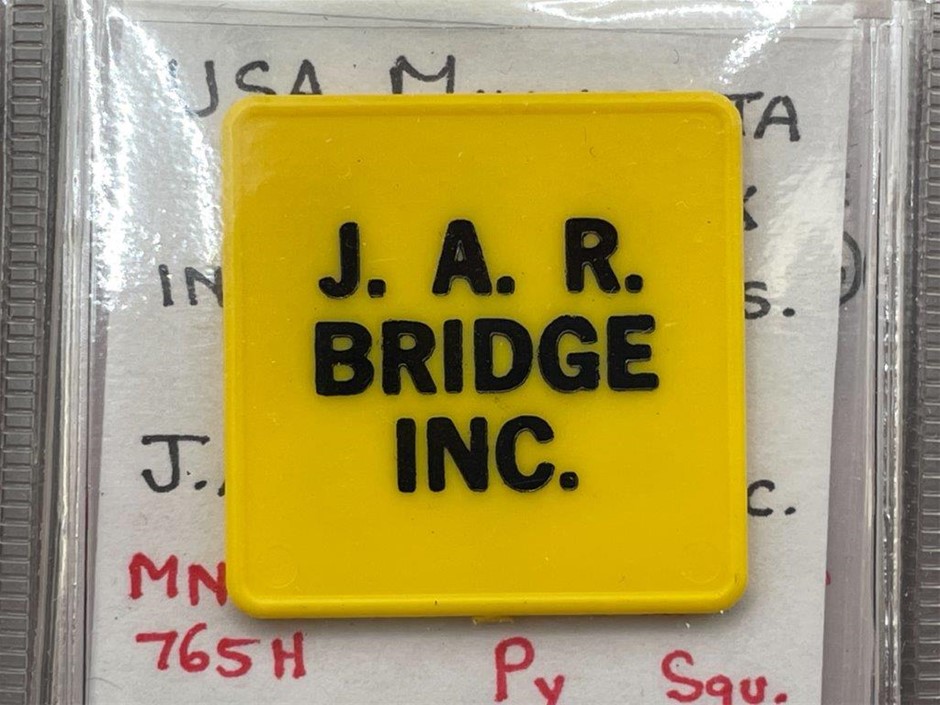 USA
J. A. R.
BRIDGE
INC.
MN
765H Py Squ.